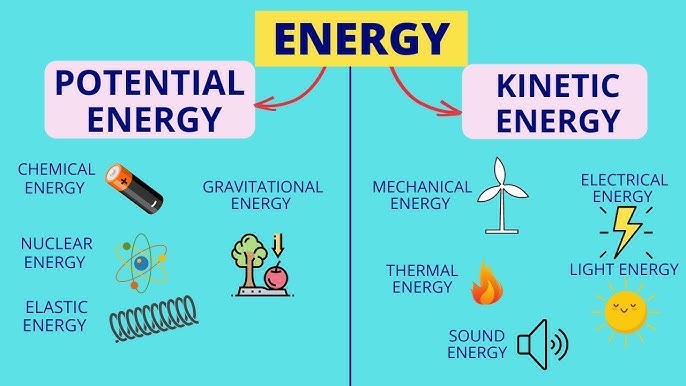 ENERGY
POTENTIAL
ENERGY
CHEMICAL
ENERGY
GRAVITATIONAL
ENERGY
NUCLEAR
ENERGY
ELASTIC
ENERGY
KINETIC
ENERGY
MECHANICAL
ENERGY
ELECTRICAL
ENERGY
THERMAL
ENERGY
LIGHT ENERGY
SOUND
ENERGY